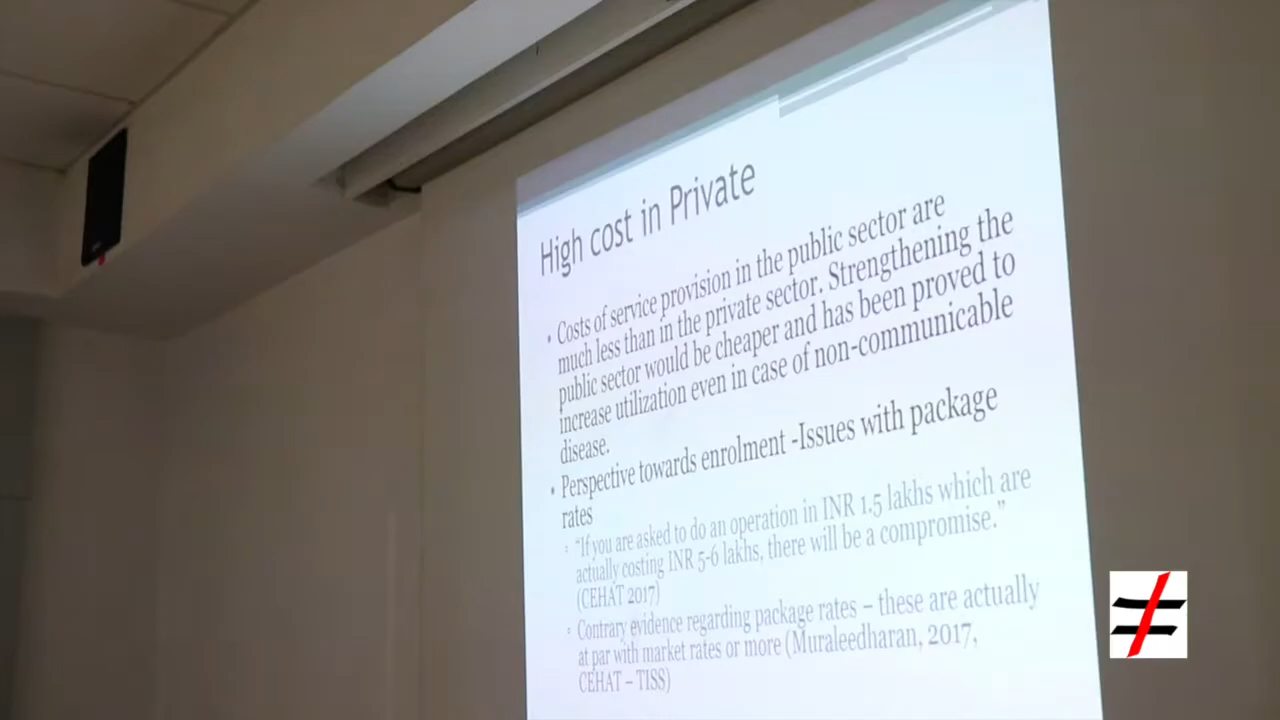 High cost in Private
• Costs of service provision in the public sector are
much less than in the private sector. Strengthening the
public sector would be cheaper and has been proved to
increase utilization even in case of non-communicable
disease.
• Perspective towards enrolment -Issues with package
rates
▫ “If you are asked to do an operation in INR 1.5 lakhs which are
actually costing INR 5-6 lakhs, there will be a compromise.”
(CEHAT 2017)
▫ Contrary evidence regarding package rates – these are actually
at par with market rates or more (Muraleedharan, 2017,
CEHAT – TISS)